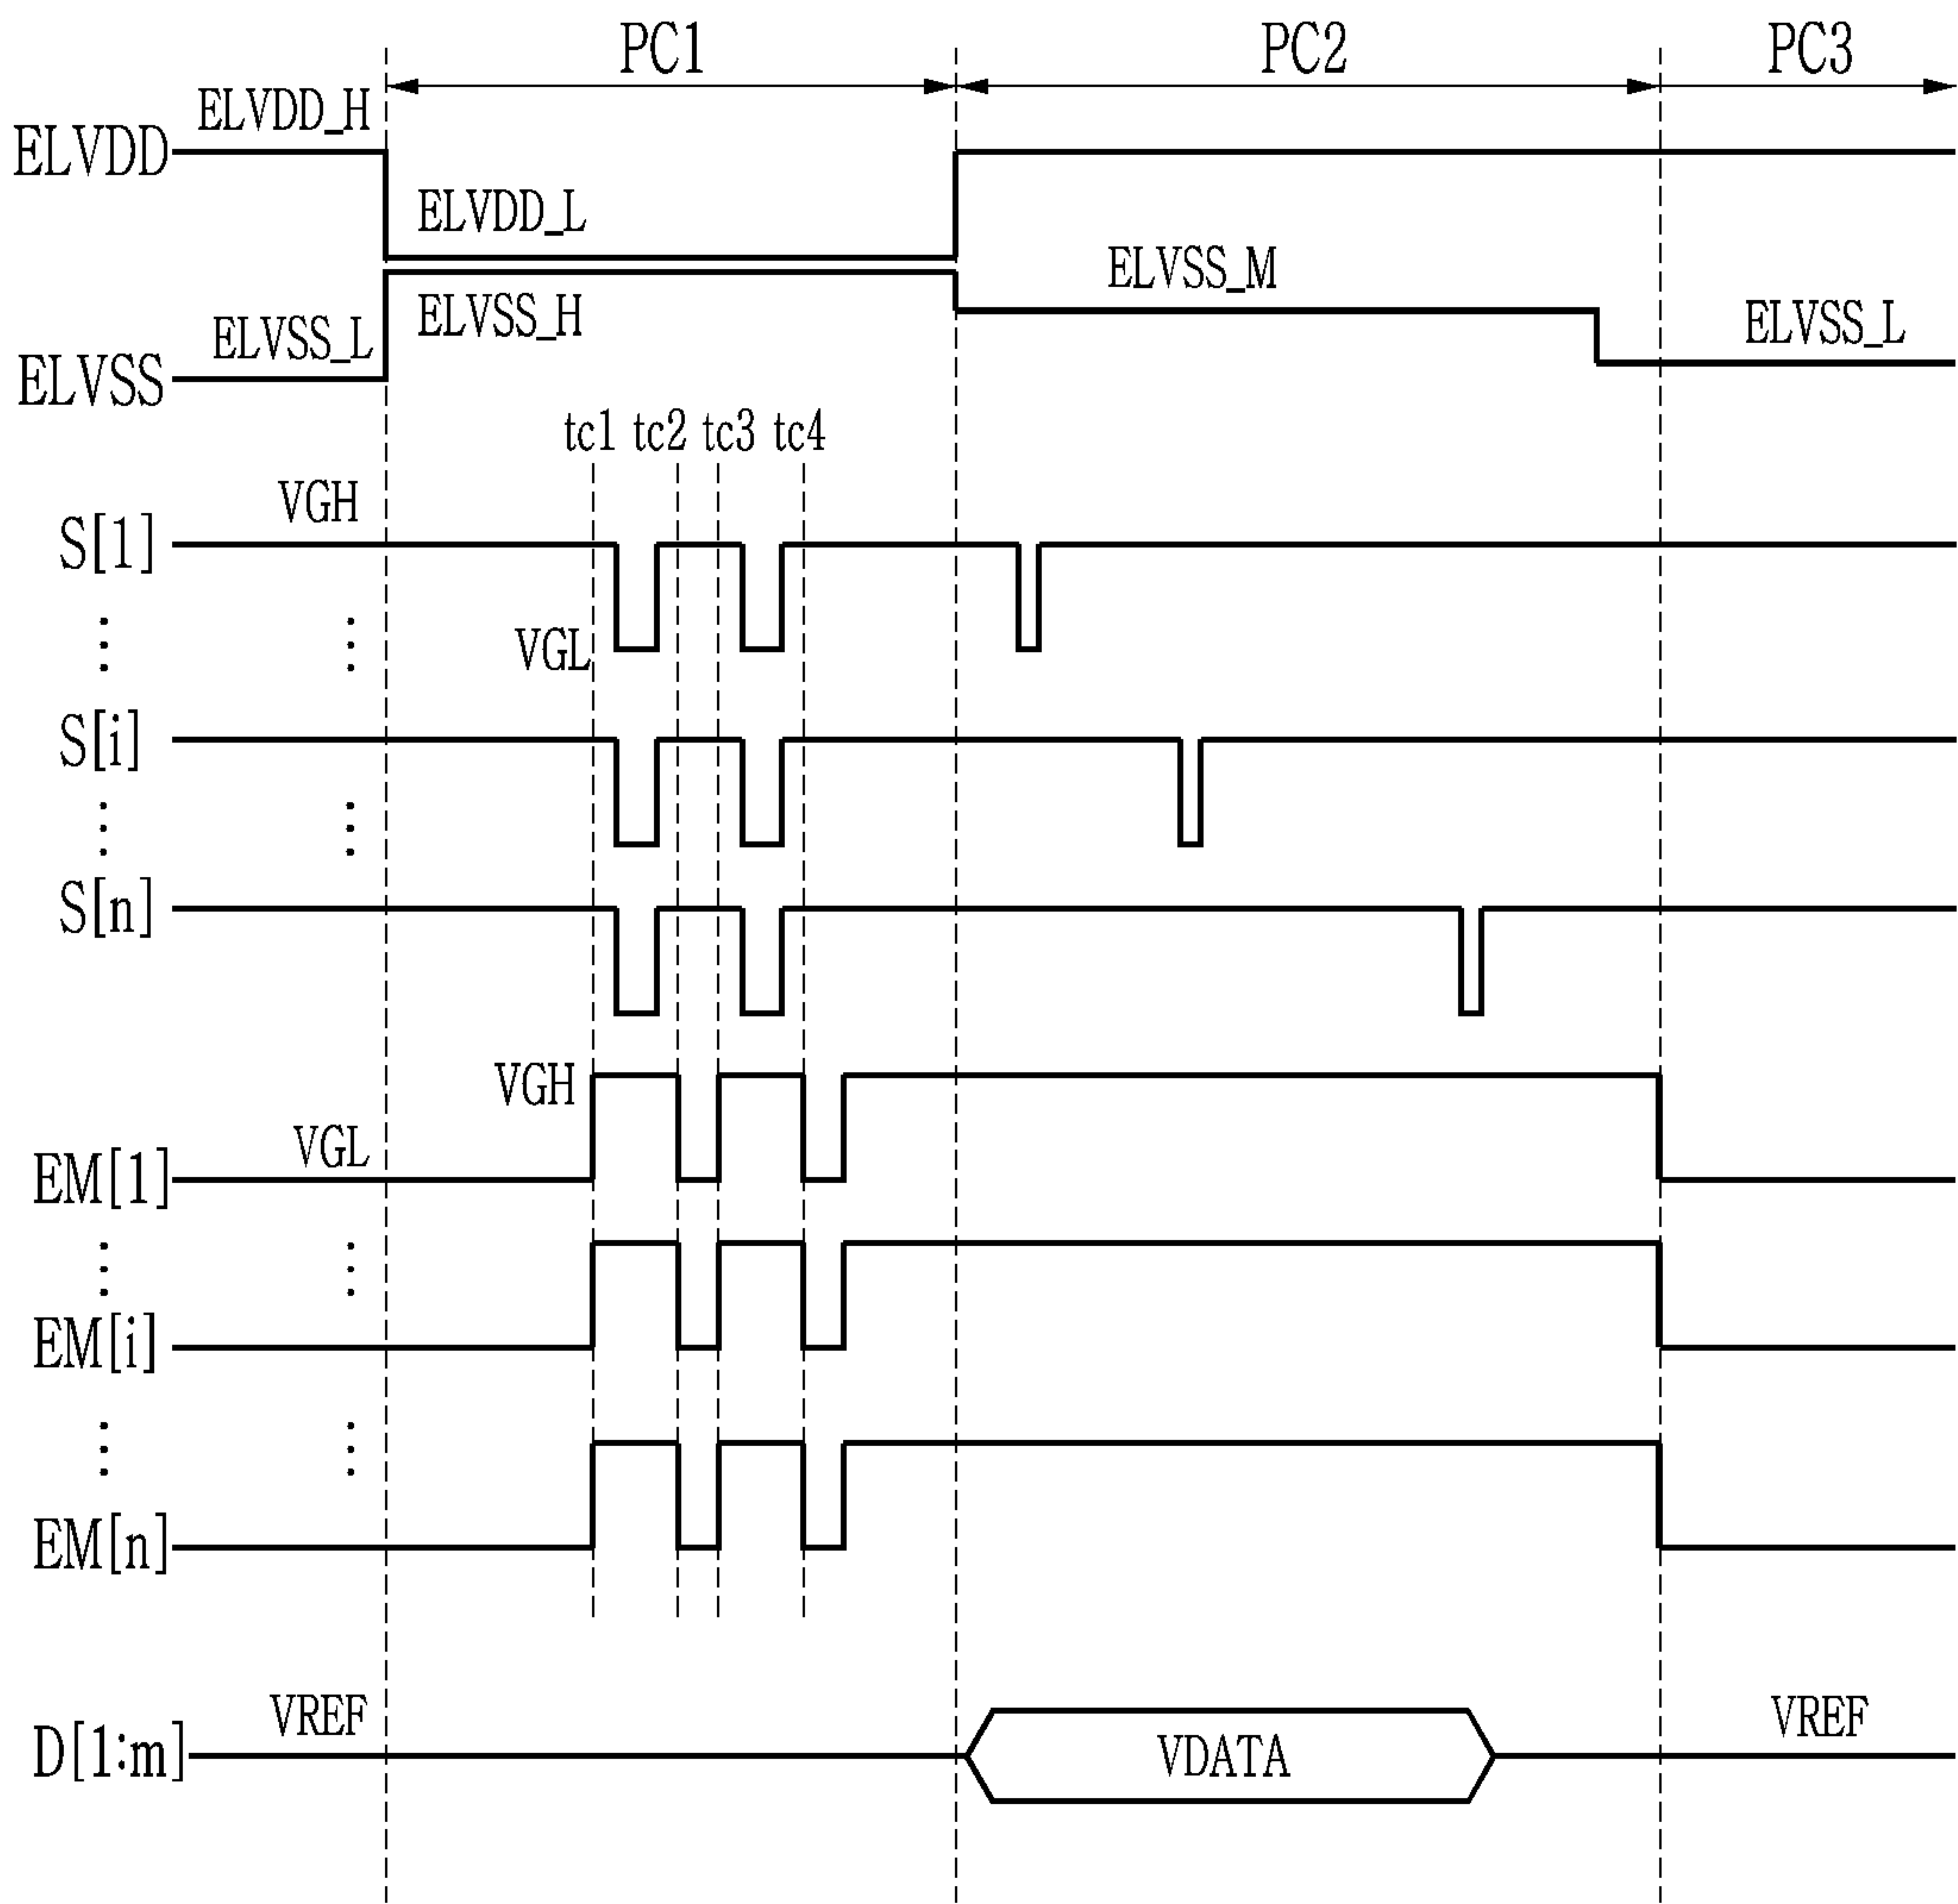 PC1 PC2 PC3
ELVDD_H
ELVDD
ELVDD_L
ELVSS_M
ELVSS_H
ELVSS_L ELVSS_L
ELVSS
tc1 tc2 tc3 tc4
VGH
S[1]
VGL
S[i]
S[n]
VGH
VGL
EM[1]
EM[i]
EM[n]
VREF VREF
D[1:m] VDATA